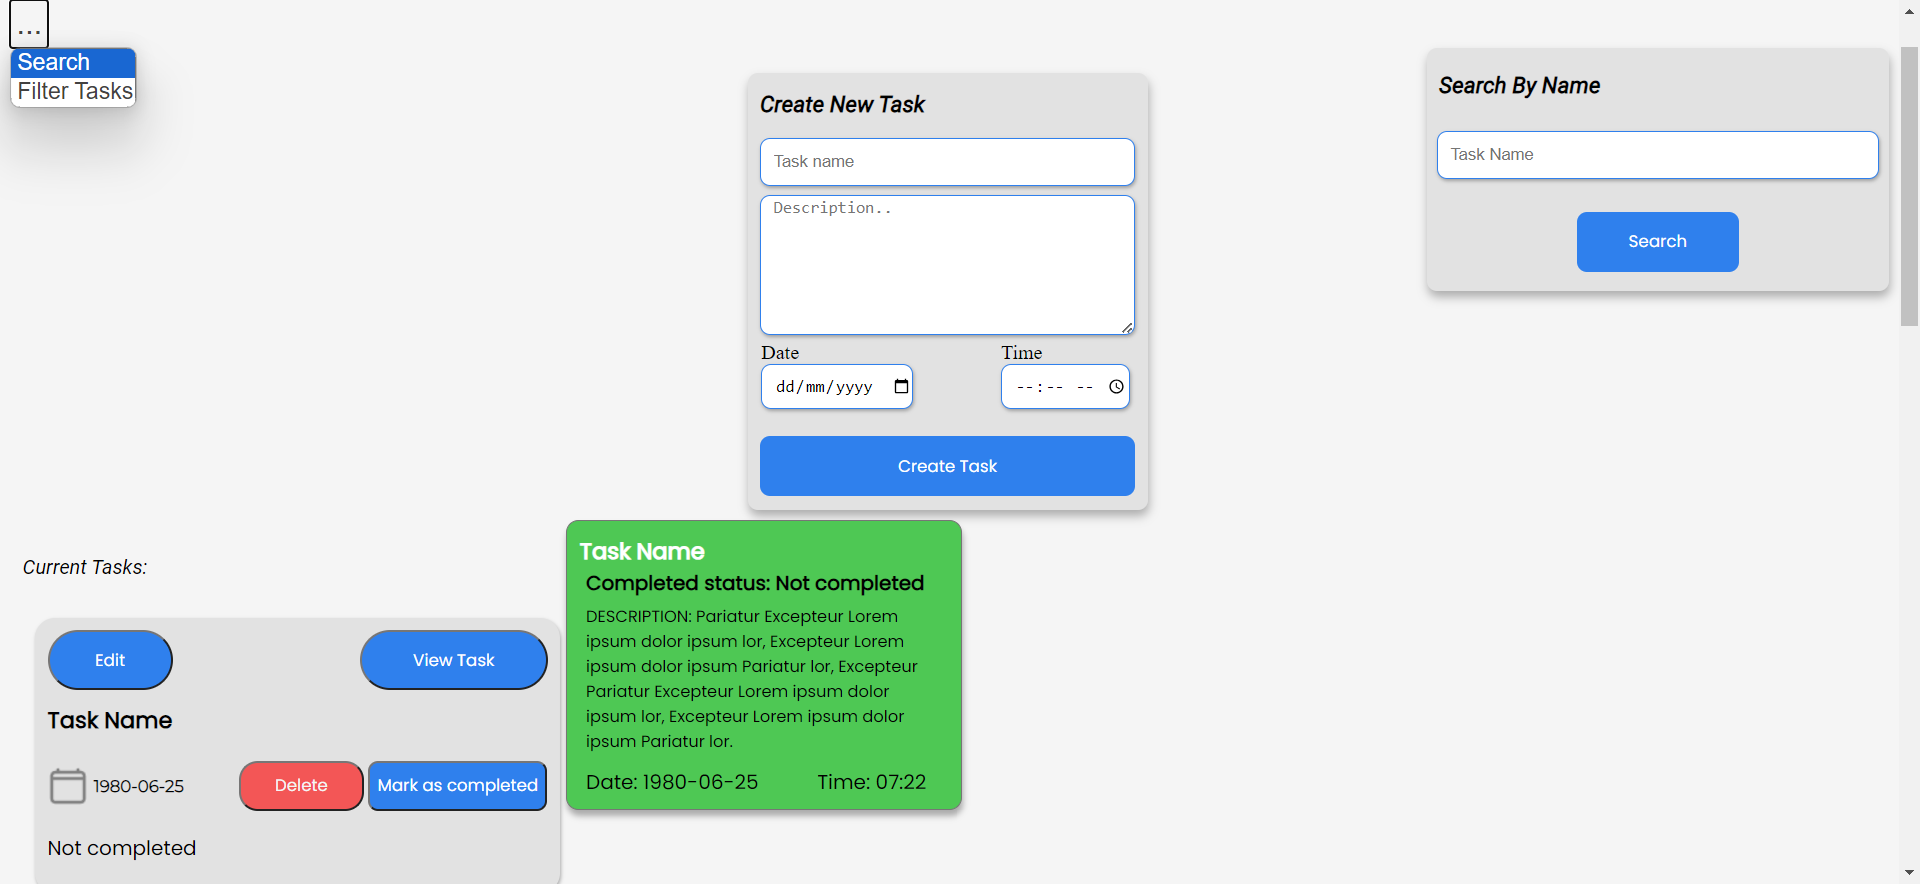 ...
Search
Filter Tasks
Create New Task
Task name
Description..
Date
Time
dd/mm/yyyy
--:-- --
Create Task
Search By Name
Task Name
Search
Current Tasks:
Edit
View Task
Task Name
1980-06-25
Delete
Mark as completed
Not completed
Task Name
Completed status: Not completed
DESCRIPTION: Pariatur Excepteur Lorem
ipsum dolor ipsum lor, Excepteur Lorem
ipsum dolor ipsum Pariatur lor, Excepteur
Pariatur Excepteur Lorem ipsum dolor
ipsum lor, Excepteur Lorem ipsum dolor
ipsum Pariatur lor.
Date: 1980-06-25
Time: 07:22